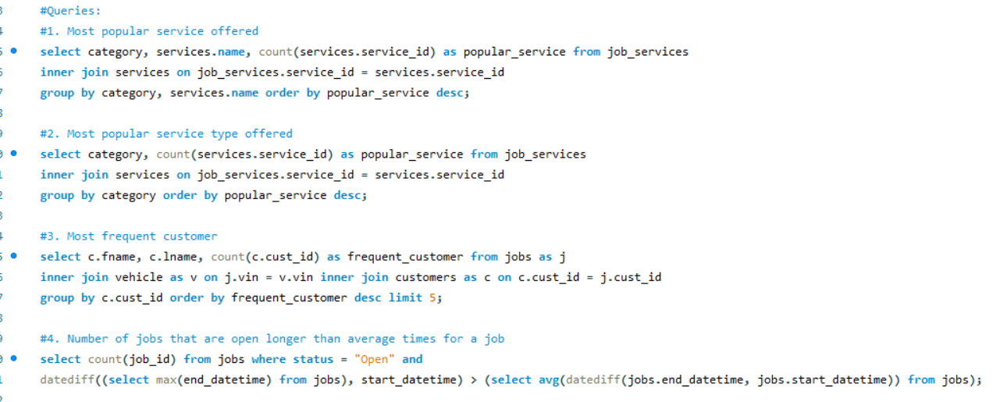 #Queries:
#1. Most popular service offered
select category, services.name, count(services.service_id) as popular_service from job_services
inner join services on job_services.service_id = services.service_id
group by category, services.name order by popular_service desc;
#2. Most popular service type offered
select category, count(services.service_id) as popular_service from job_services
inner join services on job_services.service_id = services.service_id
group by category order by popular_service desc;
#3. Most frequent customer
select c.fname, c.lname, count(c.cust_id) as frequent_customer from jobs as j
inner join vehicle as v on j.vin = v.vin inner join customers as c on c.cust_id = j.cust_id
group by c.cust_id order by frequent_customer desc limit 5;
#4. Number of jobs that are open longer than average times for a job
select count(job_id) from jobs where status = "Open" and
datediff((select max(end_datetime) from jobs), start_datetime) > (select avg(datediff(jobs.end_datetime, jobs.start_datetime)) from jobs);